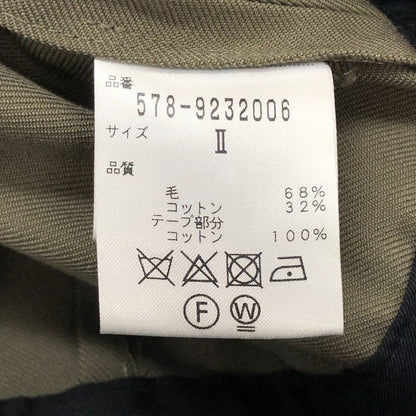 品番
578-9232006
サイズ
Ⅱ
品質
毛 68%
コットン 32%
テープ部分
コットン 100%
F W